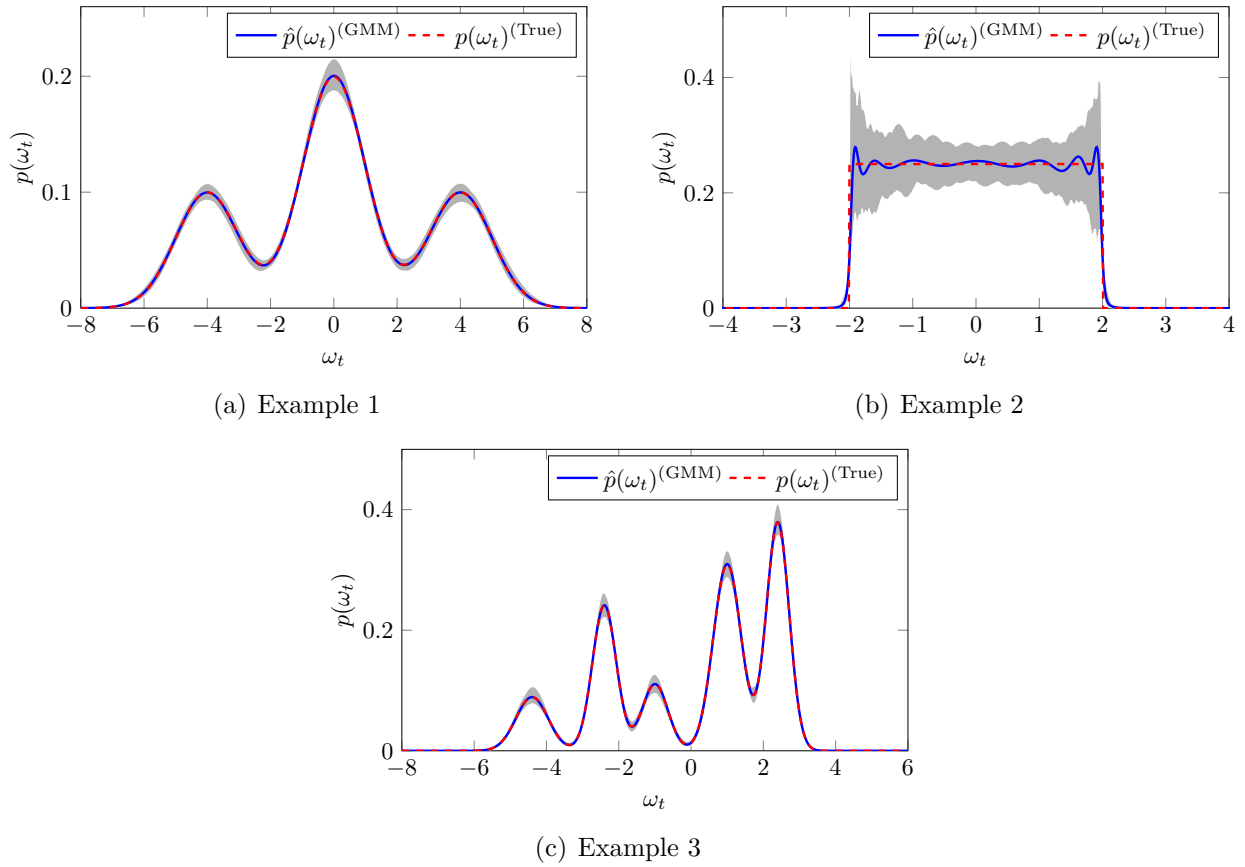 p̂(ω_t)^(GMM) p(ω_t)^(True)
0.2
0.1
0
p(ω_t)
−8 −6 −4 −2 0 2 4 6 8
ω_t
(a) Example 1
p̂(ω_t)^(GMM) p(ω_t)^(True)
0.4
0.2
0
p(ω_t)
−4 −3 −2 −1 0 1 2 3 4
ω_t
(b) Example 2
p̂(ω_t)^(GMM) p(ω_t)^(True)
0.4
0.2
0
p(ω_t)
−8 −6 −4 −2 0 2 4 6
ω_t
(c) Example 3